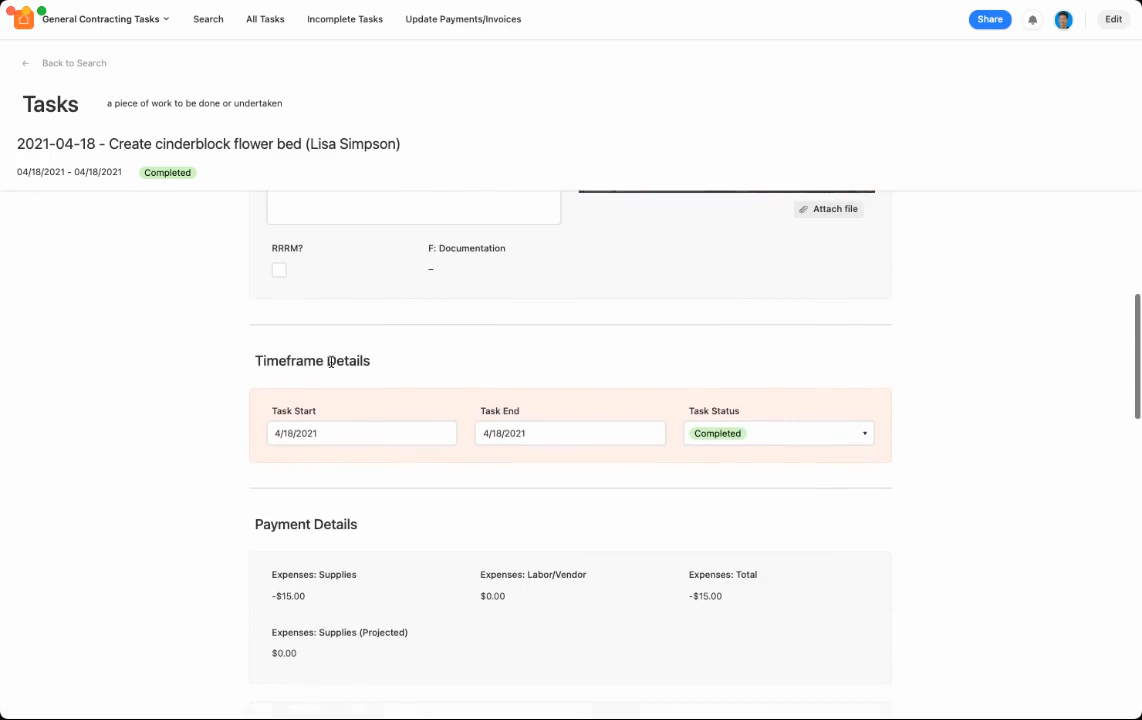 General Contracting Tasks Search All Tasks Incomplete Tasks Update Payments/Invoices Share Edit
← Back to Search
Tasks a piece of work to be done or undertaken
2021-04-18 - Create cinderblock flower bed (Lisa Simpson)
04/18/2021 - 04/18/2021 Completed
Attach file
RRRM? F: Documentation
–
Timeframe Details
Task Start Task End Task Status
4/18/2021 4/18/2021 Completed
Payment Details
Expenses: Supplies Expenses: Labor/Vendor Expenses: Total
-$15.00 $0.00 -$15.00
Expenses: Supplies (Projected)
$0.00